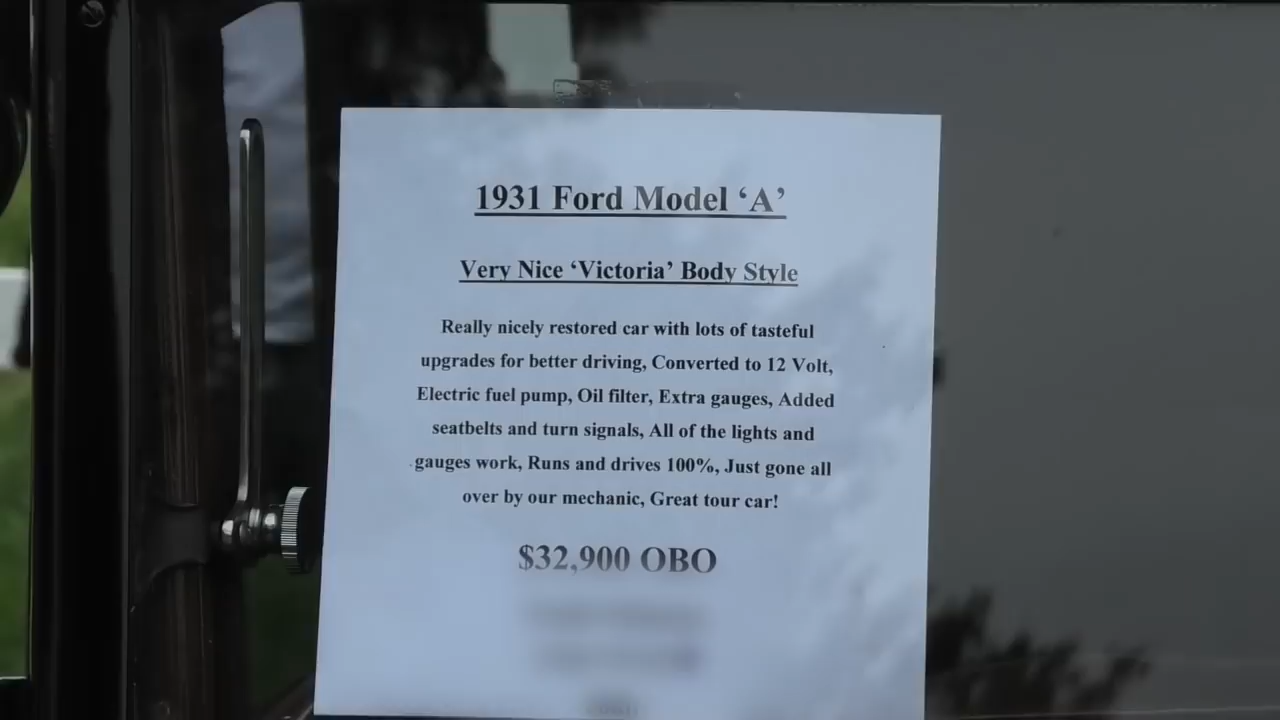 1931 Ford Model ‘A’
Very Nice ‘Victoria’ Body Style
Really nicely restored car with lots of tasteful
upgrades for better driving, Converted to 12 Volt,
Electric fuel pump, Oil filter, Extra gauges, Added
seatbelts and turn signals, All of the lights and
gauges work, Runs and drives 100%, Just gone all
over by our mechanic, Great tour car!
$32,900 OBO